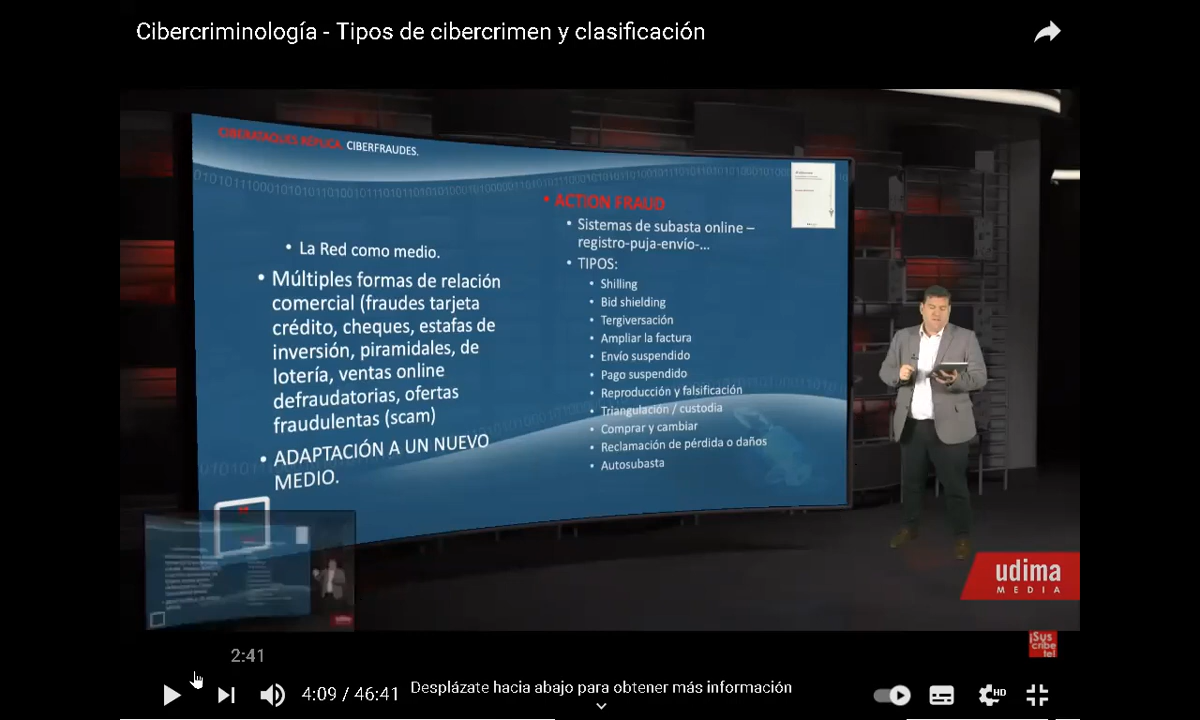 Cibercriminología - Tipos de cibercrimen y clasificación
CIBERATAQUES RÉPLICA. CIBERFRAUDES.
• La Red como medio.
• Múltiples formas de relación
comercial (fraudes tarjeta
crédito, cheques, estafas de
inversión, piramidales, de
lotería, ventas online
defraudatorias, ofertas
fraudulentas (scam)
• ADAPTACIÓN A UN NUEVO
MEDIO.
• ACTION FRAUD
• Sistemas de subasta online –
registro-puja-envío-...
• TIPOS:
• Shilling
• Bid shielding
• Tergiversación
• Ampliar la factura
• Envío suspendido
• Pago suspendido
• Reproducción y falsificación
• Triangulación / custodia
• Comprar y cambiar
• Reclamación de pérdida o daños
• Autosubasta
udima
MEDIA
¡Sus
cribe
te!
2:41
4:09 / 46:41
Desplázate hacia abajo para obtener más información
HD